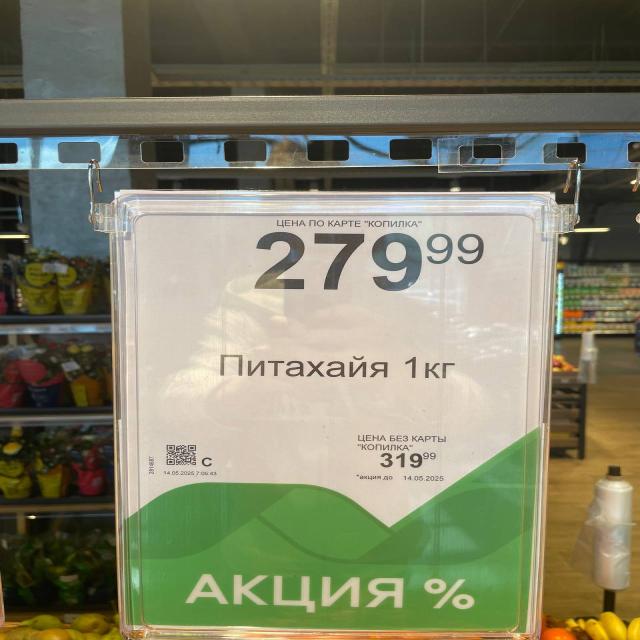 ЦЕНА ПО КАРТЕ "КОПИЛКА"
279 99
Питахайя 1кг
ЦЕНА БЕЗ КАРТЫ
"КОПИЛКА"
319 99
*акция до 14.05.2025
С
14.05.2025 7:06:43
АКЦИЯ %